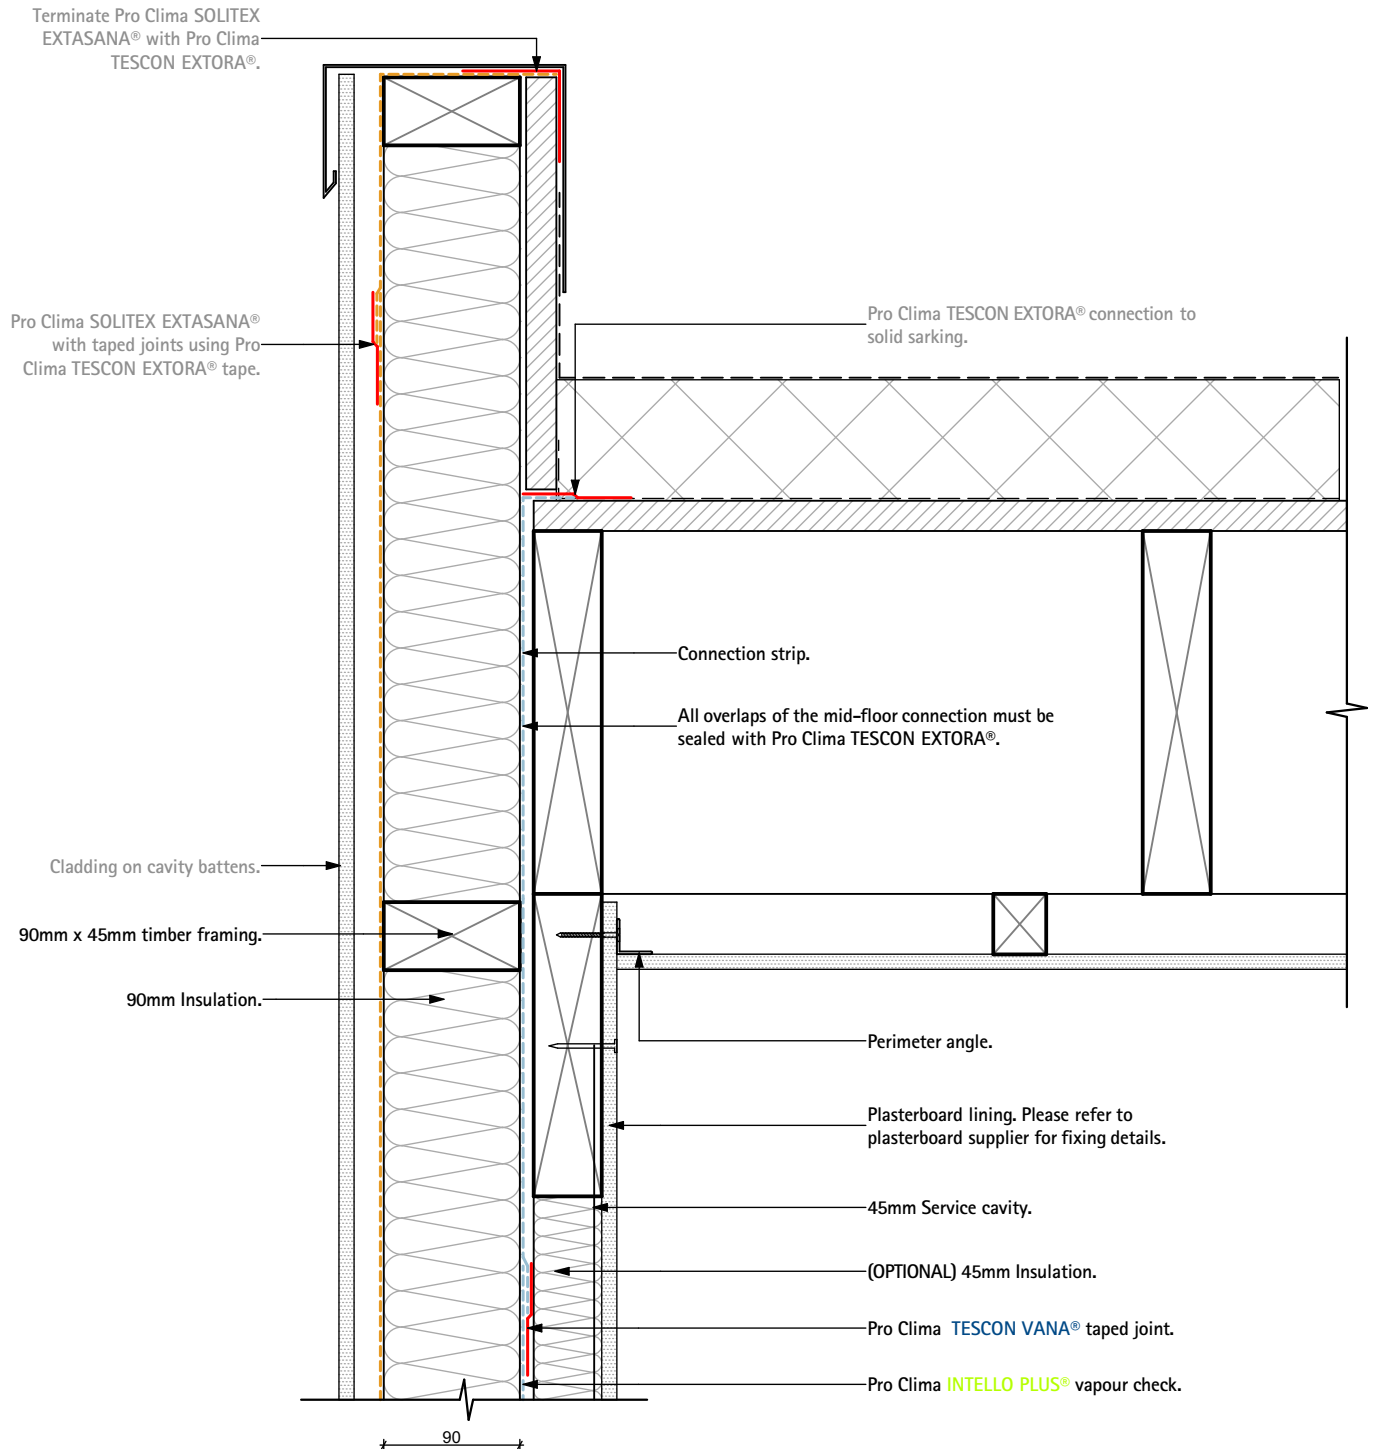 Terminate Pro Clima SOLITEX
EXTASANA® with Pro Clima
TESCON EXTORA®.
Pro Clima SOLITEX EXTASANA®
with taped joints using Pro
Clima TESCON EXTORA® tape.
Pro Clima TESCON EXTORA® connection to
solid sarking.
Connection strip.
All overlaps of the mid-floor connection must be
sealed with Pro Clima TESCON EXTORA®.
Cladding on cavity battens.
90mm x 45mm timber framing.
90mm Insulation.
Perimeter angle.
Plasterboard lining. Please refer to
plasterboard supplier for fixing details.
45mm Service cavity.
(OPTIONAL) 45mm Insulation.
Pro Clima TESCON VANA® taped joint.
Pro Clima INTELLO PLUS® vapour check.
90